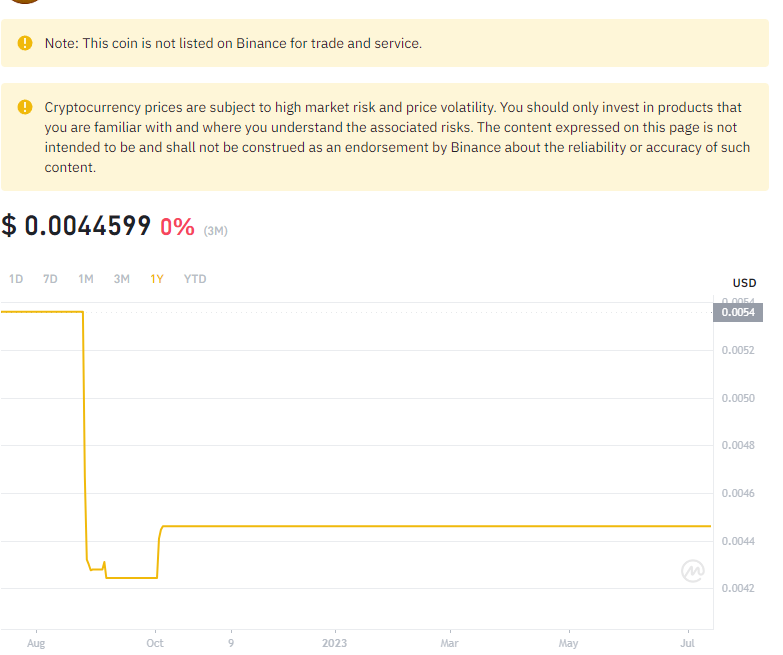 Note: This coin is not listed on Binance for trade and service.
Cryptocurrency prices are subject to high market risk and price volatility. You should only invest in products that
you are familiar with and where you understand the associated risks. The content expressed on this page is not
intended to be and shall not be construed as an endorsement by Binance about the reliability or accuracy of such
content.
$ 0.0044599 0% (3M)
1D 7D 1M 3M 1Y YTD
USD
0.0054
0.0054
0.0052
0.0050
0.0048
0.0046
0.0044
0.0042
Aug Oct 9 2023 Mar May Jul